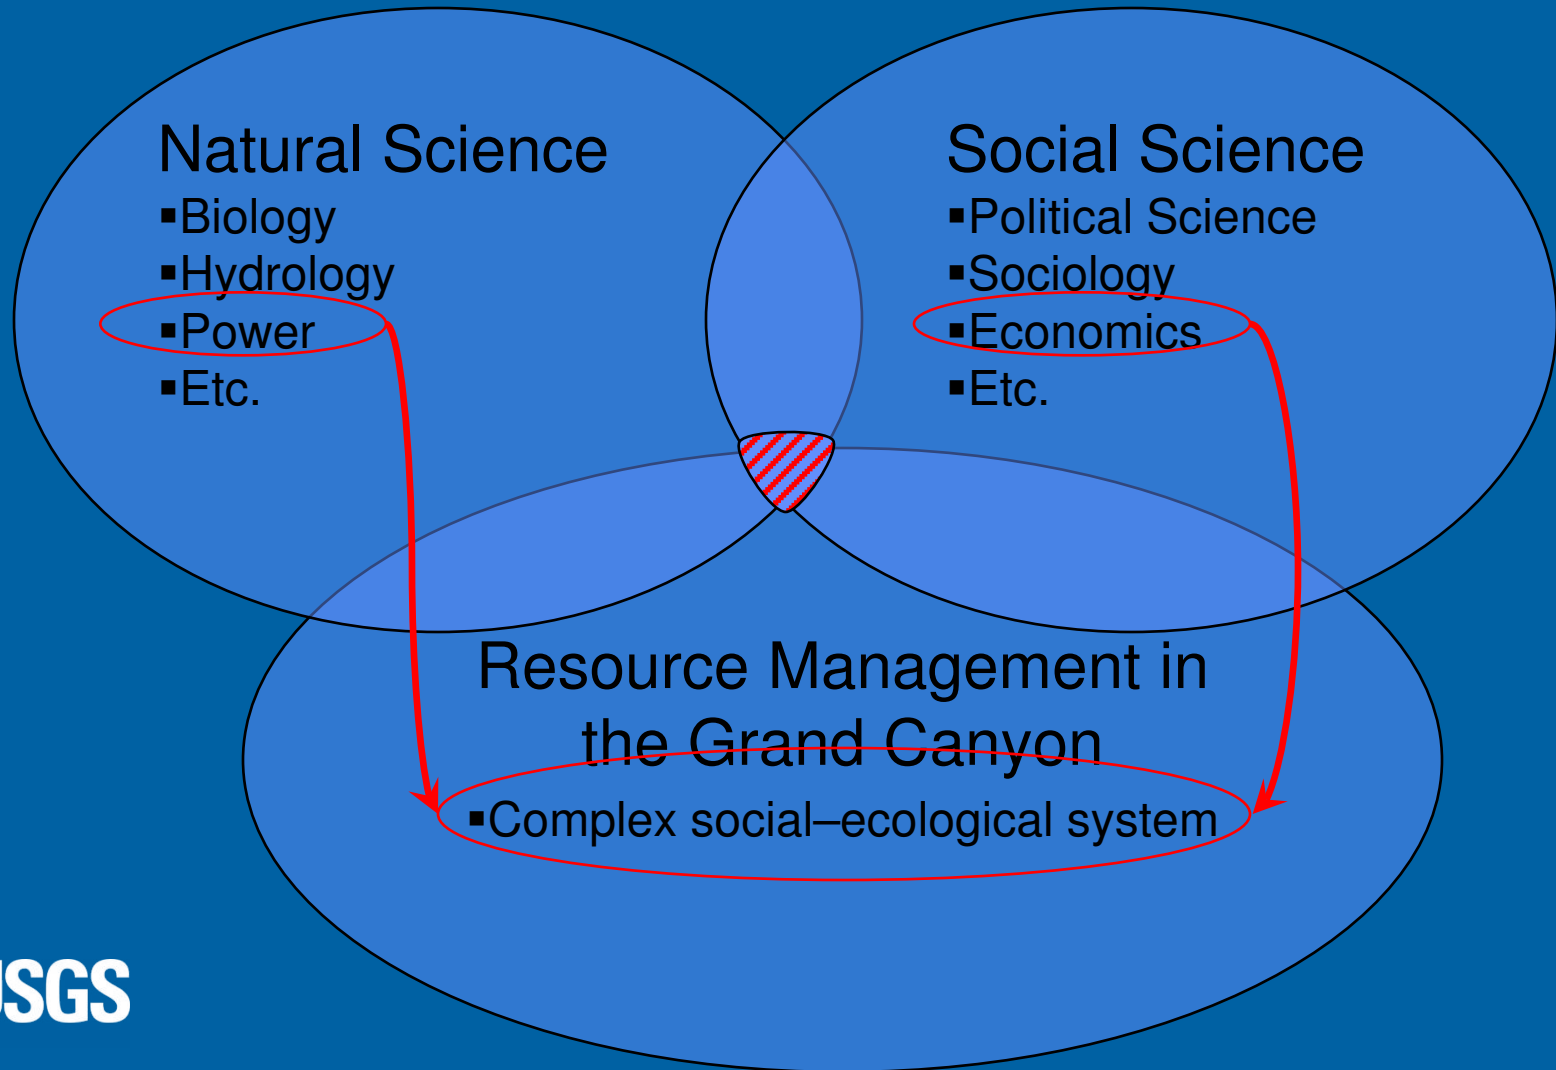 Natural Science
▪Biology
▪Hydrology
▪Power
▪Etc.
Social Science
▪Political Science
▪Sociology
▪Economics
▪Etc.
Resource Management in
the Grand Canyon
▪Complex social–ecological system
USGS